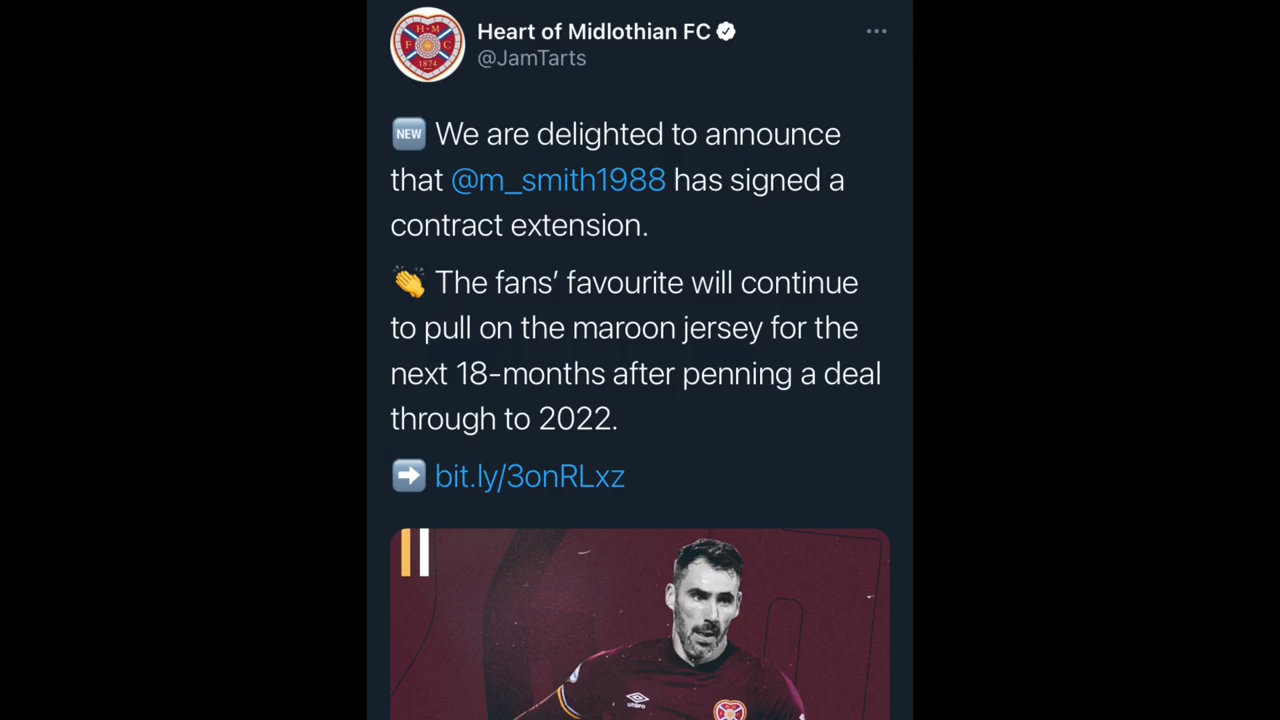 Heart of Midlothian FC
@JamTarts
NEW We are delighted to announce
that @m_smith1988 has signed a
contract extension.
The fans’ favourite will continue
to pull on the maroon jersey for the
next 18-months after penning a deal
through to 2022.
bit.ly/3onRLxz
H M
F C
1874
umbro